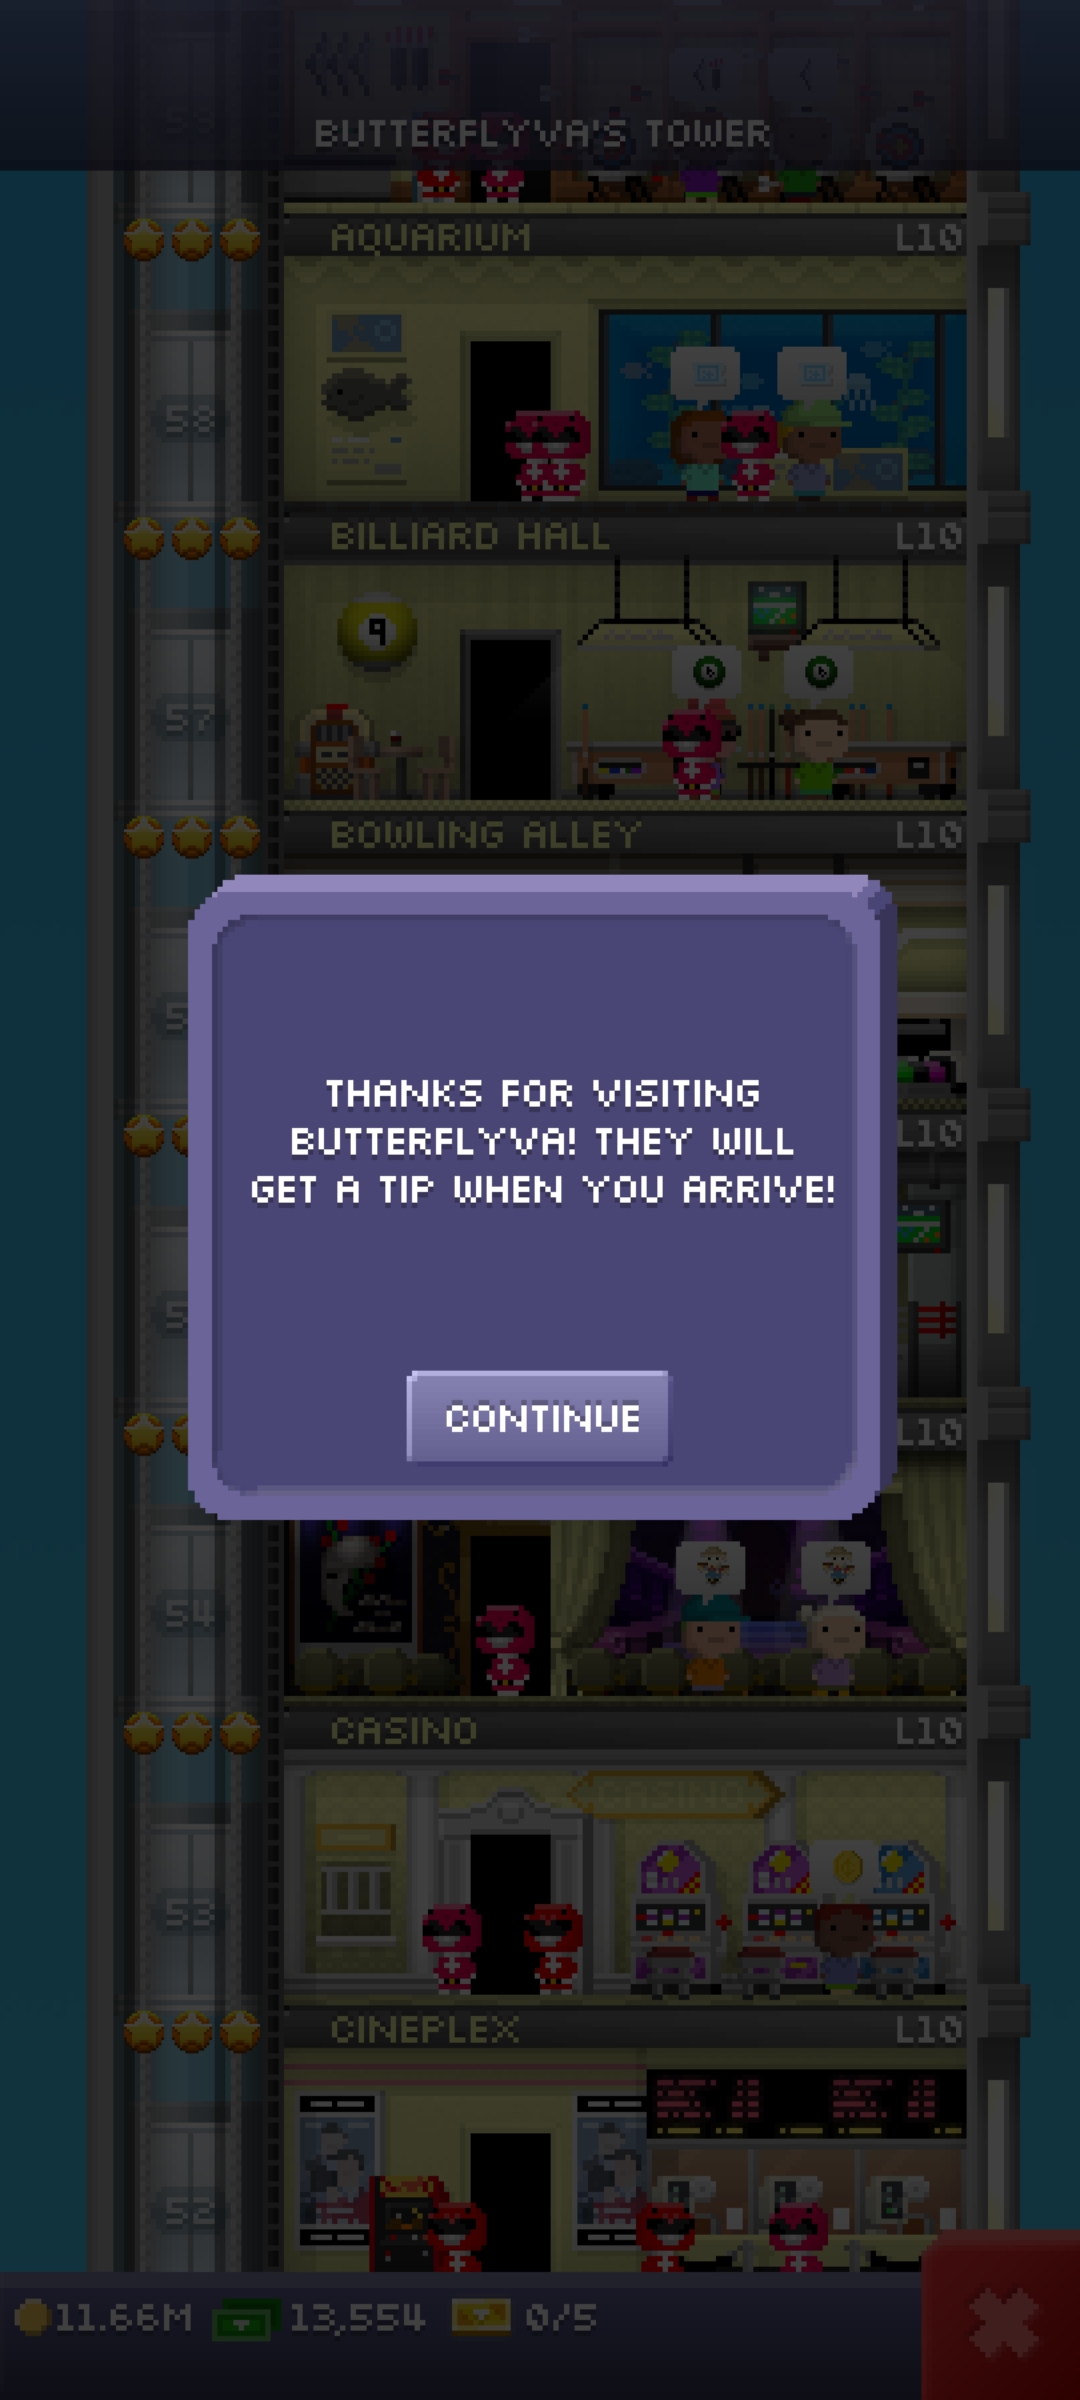 BUTTERFLYVA'S TOWER
AQUARIUM L10
58
BILLIARD HALL L10
9
57
BOWLING ALLEY L10
L10
THANKS FOR VISITING
BUTTERFLYVA! THEY WILL
GET A TIP WHEN YOU ARRIVE!
CONTINUE
L10
54
CASINO L10
CASINO
53
CINEPLEX L10
52
11.66M 13,554 0/5